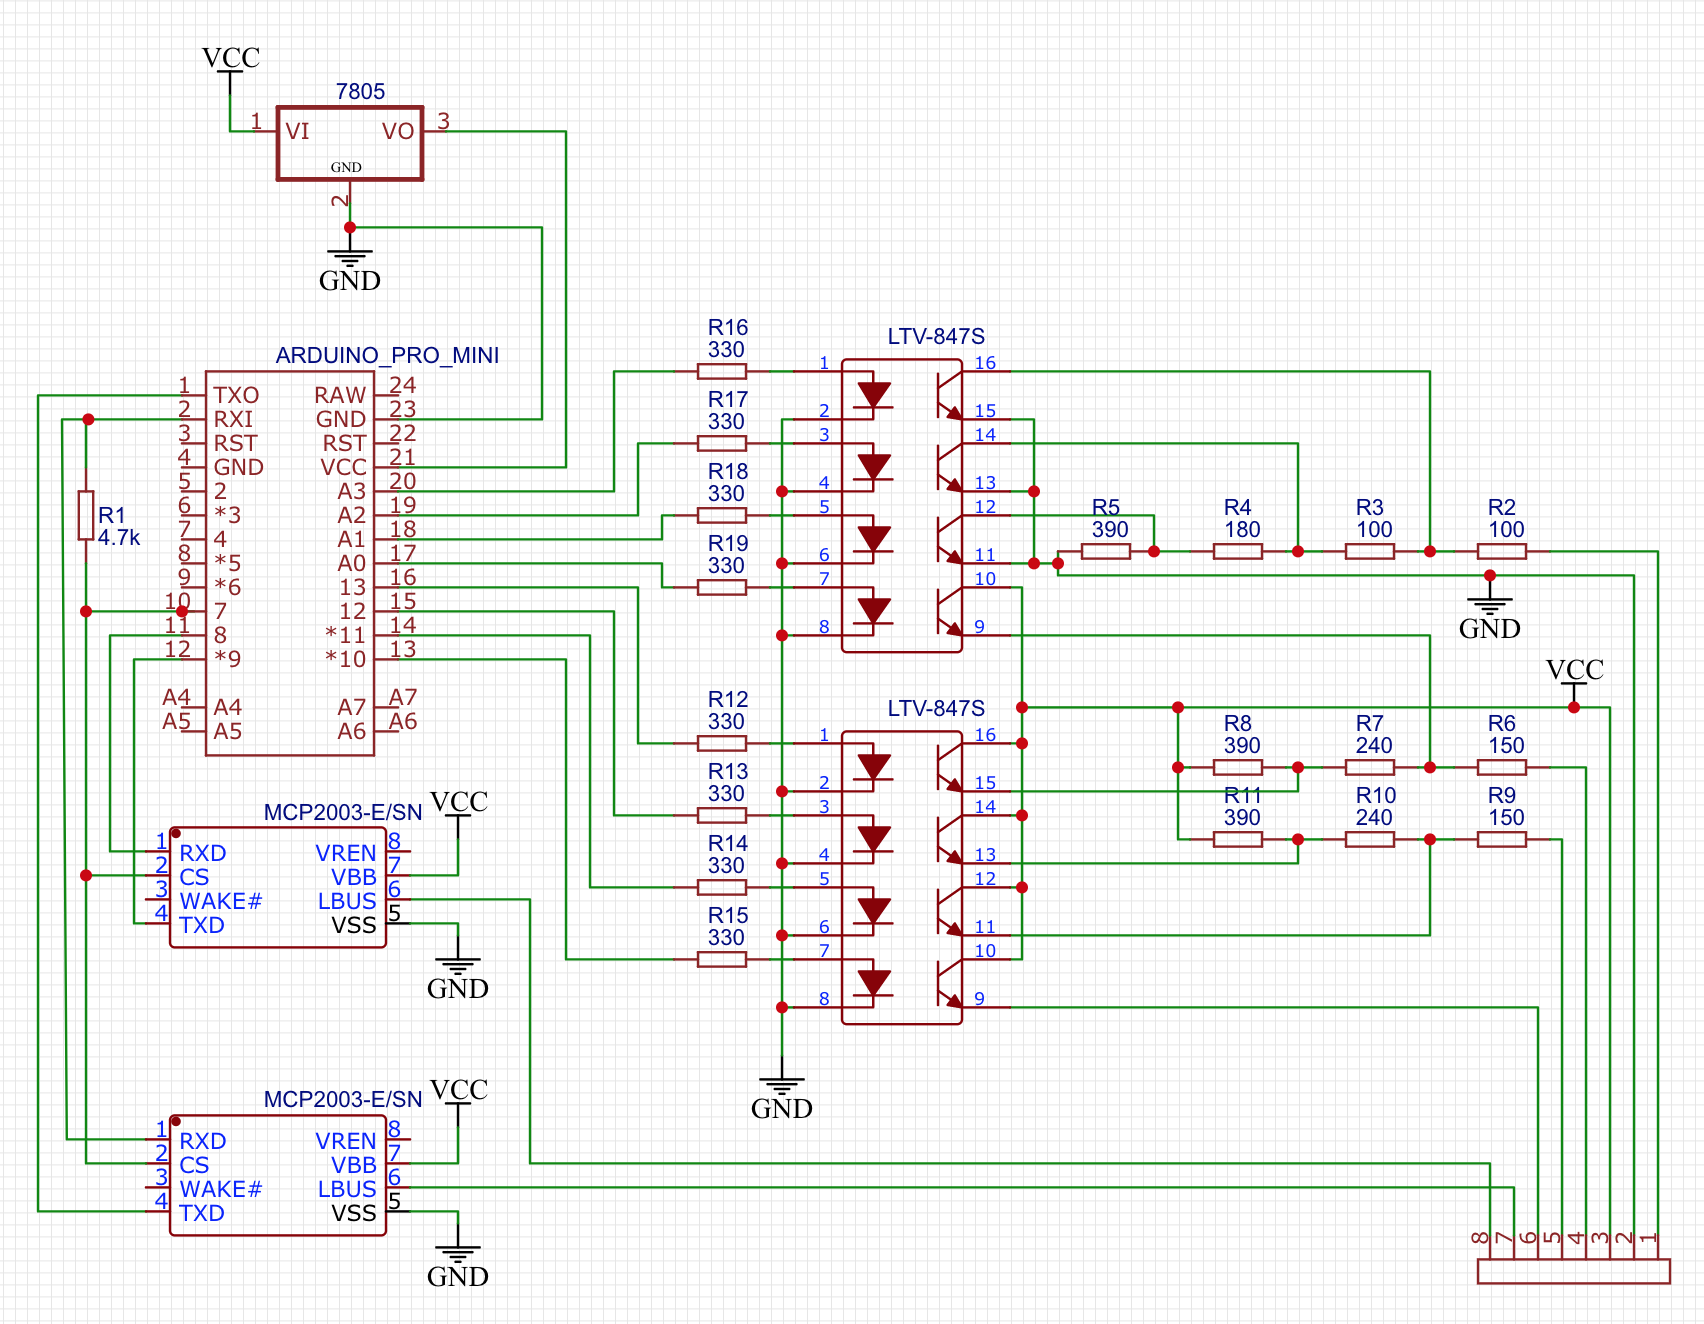 VCC
7805
1 VI VO 3
GND
2
GND
ARDUINO_PRO_MINI
1 TXO RAW 24
2 RXI GND 23
3 RST RST 22
4 GND VCC 21
5 2 A3 20
6 *3 A2 19
7 4 A1 18
8 *5 A0 17
9 *6 13 16
10 7 12 15
11 8 *11 14
12 *9 *10 13
A4 A4 A7 A7
A5 A5 A6 A6
R1
4.7k
R16
330
R17
330
R18
330
R19
330
LTV-847S
1 16
2 15
3 14
4 13
5 12
6 11
7 10
8 9
R5
390
R4
180
R3
100
R2
100
GND
VCC
R12
330
R13
330
R14
330
R15
330
LTV-847S
1 16
2 15
3 14
4 13
5 12
6 11
7 10
8 9
R8
390
R7
240
R6
150
R11
390
R10
240
R9
150
GND
MCP2003-E/SN
VCC
1 RXD VREN 8
2 CS VBB 7
3 WAKE# LBUS 6
4 TXD VSS 5
GND
MCP2003-E/SN
VCC
1 RXD VREN 8
2 CS VBB 7
3 WAKE# LBUS 6
4 TXD VSS 5
GND
8 7 6 5 4 3 2 1